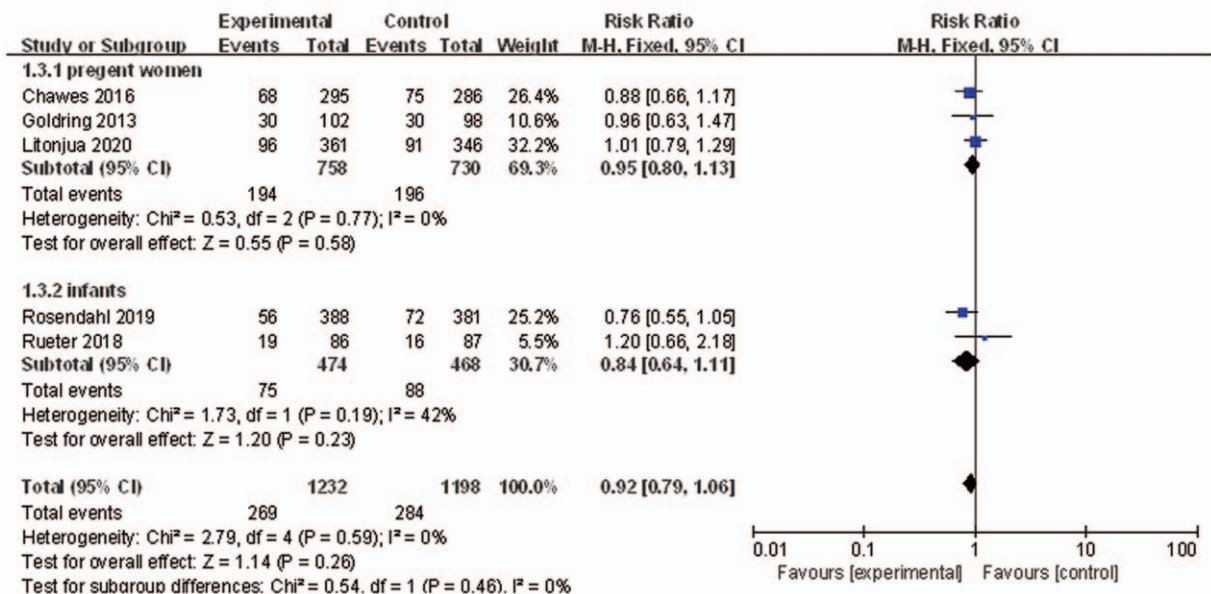 Experimental Control Risk Ratio Risk Ratio
Study or Subgroup Events Total Events Total Weight M-H, Fixed, 95% CI M-H, Fixed, 95% CI
1.3.1 pregent women
Chawes 2016 68 295 75 286 26.4% 0.88 [0.66, 1.17]
Goldring 2013 30 102 30 98 10.6% 0.96 [0.63, 1.47]
Litonjua 2020 96 361 91 346 32.2% 1.01 [0.79, 1.29]
Subtotal (95% CI) 758 730 69.3% 0.95 [0.80, 1.13]
Total events 194 196
Heterogeneity: Chi² = 0.53, df = 2 (P = 0.77); I² = 0%
Test for overall effect: Z = 0.55 (P = 0.58)
1.3.2 infants
Rosendahl 2019 56 388 72 381 25.2% 0.76 [0.55, 1.05]
Rueter 2018 19 86 16 87 5.5% 1.20 [0.66, 2.18]
Subtotal (95% CI) 474 468 30.7% 0.84 [0.64, 1.11]
Total events 75 88
Heterogeneity: Chi² = 1.73, df = 1 (P = 0.19); I² = 42%
Test for overall effect: Z = 1.20 (P = 0.23)
Total (95% CI) 1232 1198 100.0% 0.92 [0.79, 1.06]
Total events 269 284
Heterogeneity: Chi² = 2.79, df = 4 (P = 0.59); I² = 0%
Test for overall effect: Z = 1.14 (P = 0.26)
Test for subgroup differences: Chi² = 0.54, df = 1 (P = 0.46), I² = 0%
0.01 0.1 1 10 100
Favours [experimental] Favours [control]